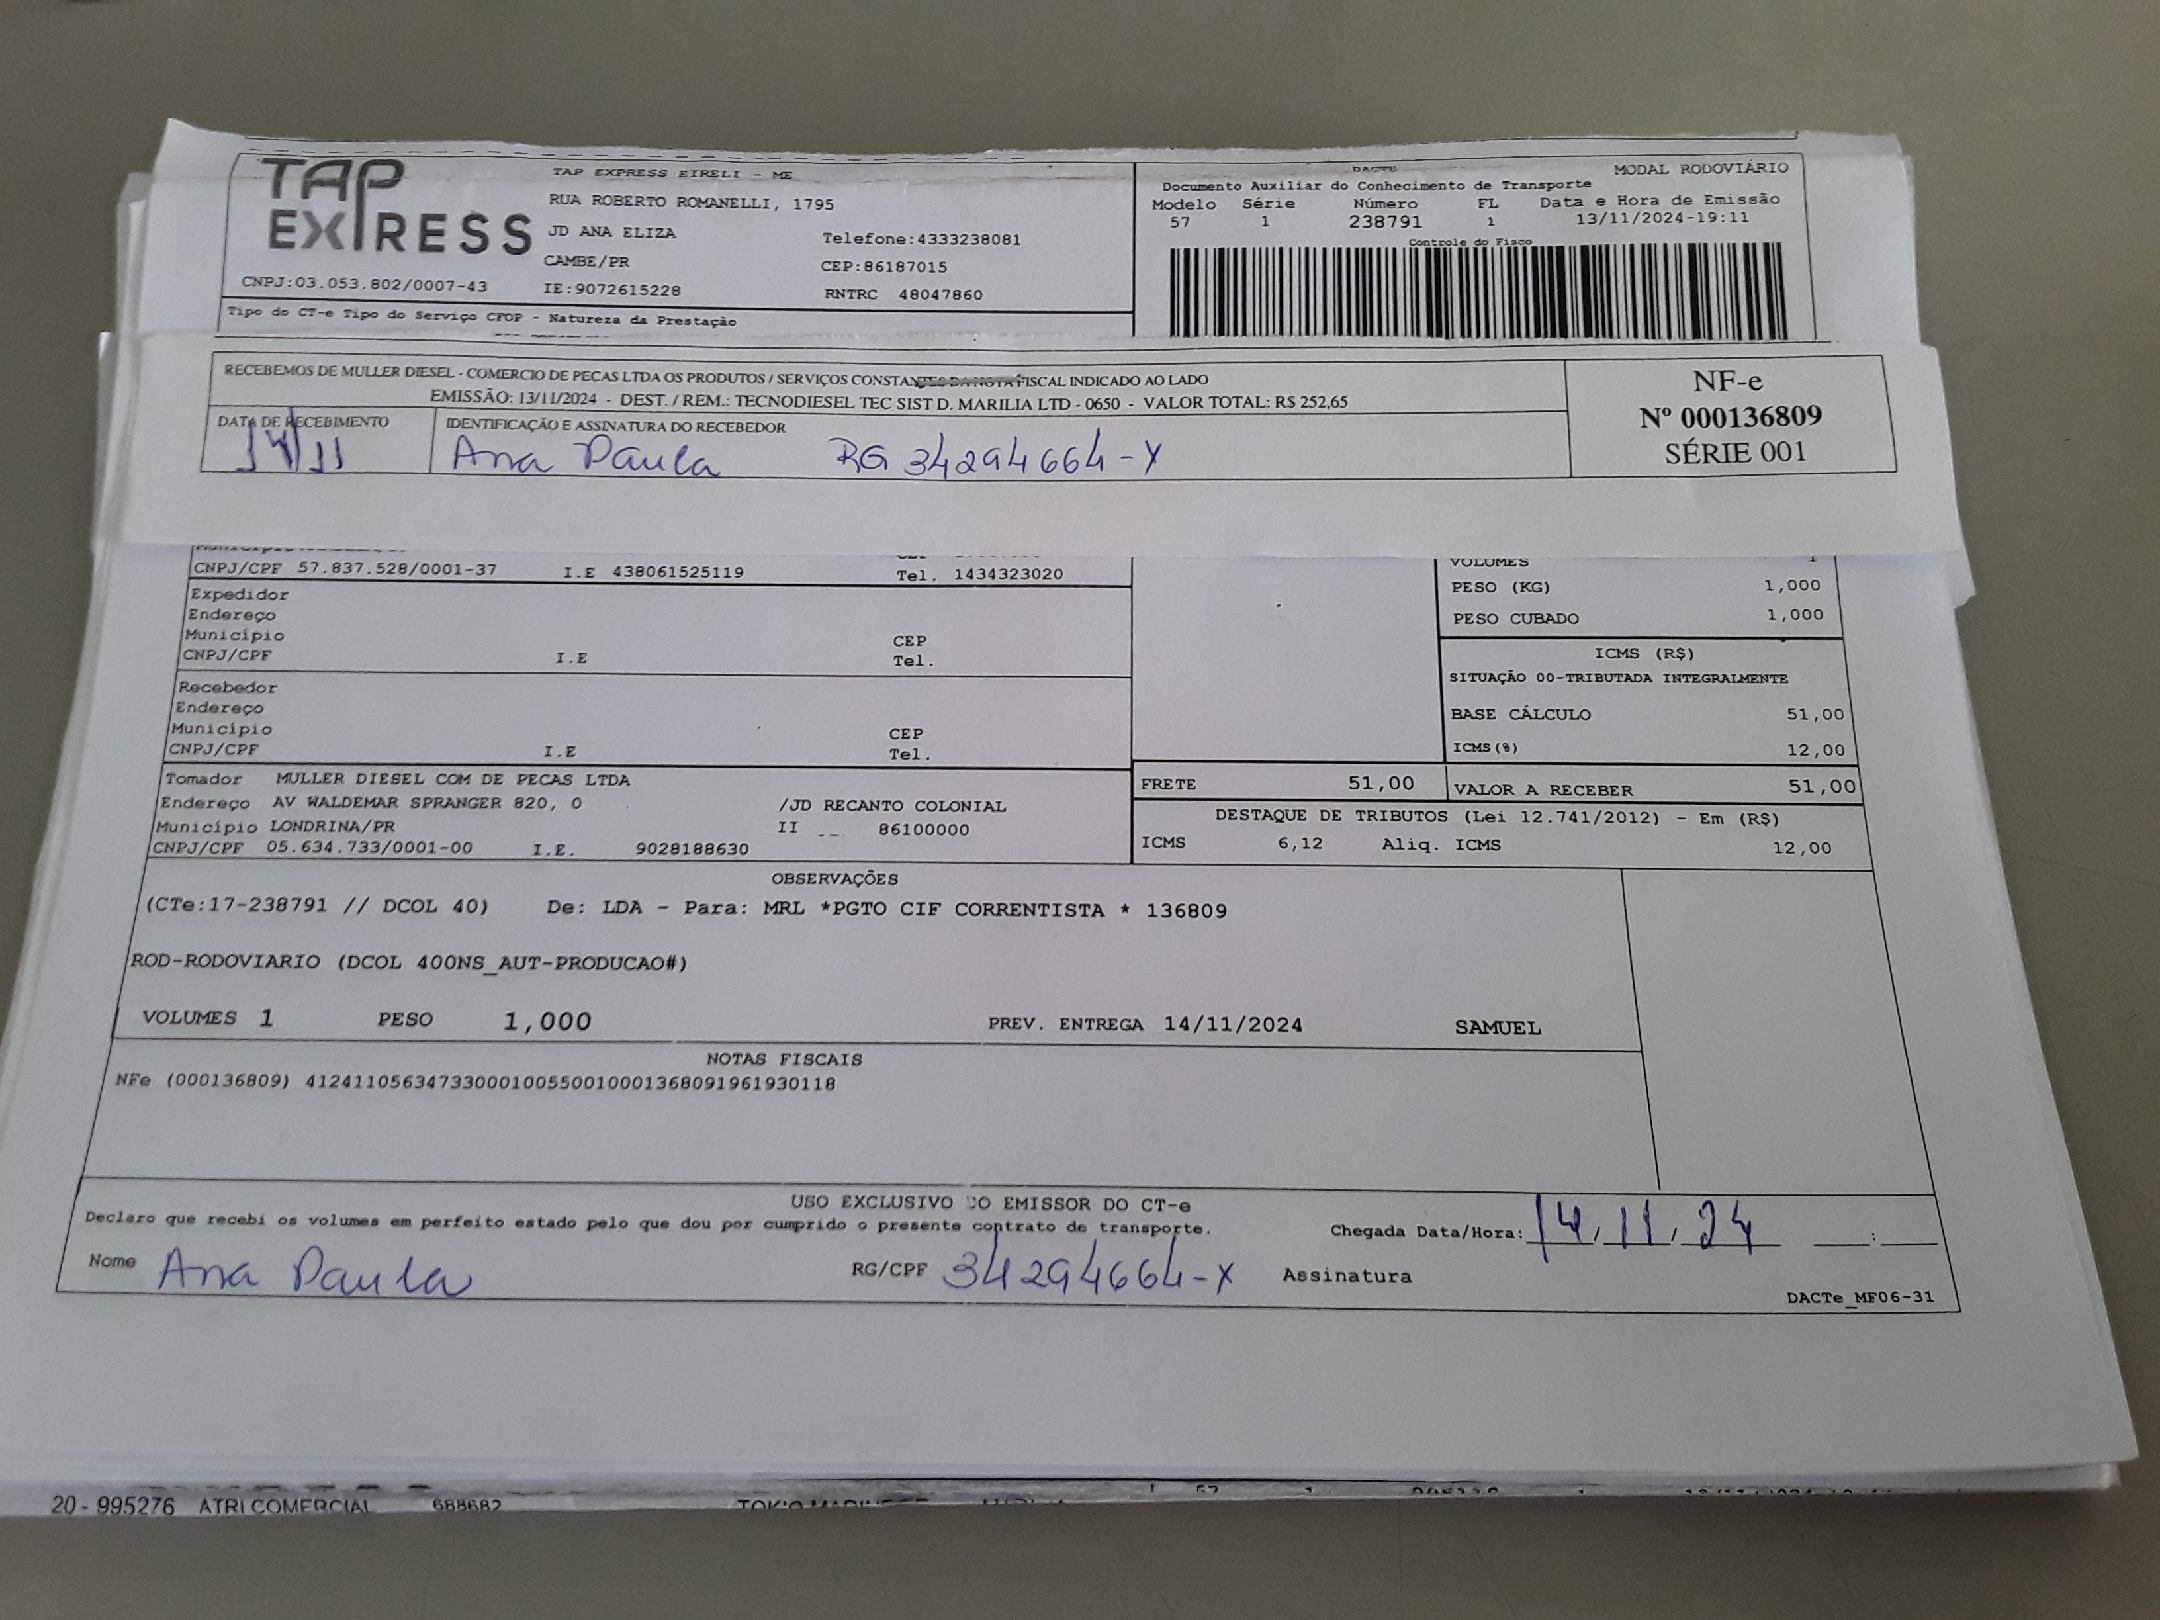 TAP EXPRESS
TAP EXPRESS EIRELI - ME
RUA ROBERTO ROMANELLI, 1795
JD ANA ELIZA
Telefone:4333238081
CAMBE/PR
CEP:86187015
CNPJ:03.053.802/0007-43
IE:9072615228
RNTRC 48047860
Tipo do CT-e Tipo do Serviço CFOP - Natureza da Prestação
DACTE
MODAL RODOVIÁRIO
Documento Auxiliar do Conhecimento de Transporte
Modelo Série Número FL Data e Hora de Emissão
57 1 238791 1 13/11/2024-19:11
Controle do Fisco
RECEBEMOS DE MULLER DIESEL - COMERCIO DE PECAS LTDA OS PRODUTOS / SERVIÇOS CONSTANTES DA NOTA FISCAL INDICADO AO LADO
EMISSÃO: 13/11/2024 - DEST. / REM.: TECNODIESEL TEC SIST D. MARILIA LTD - 0650 - VALOR TOTAL: R$ 252,65
DATA DE RECEBIMENTO
14/11
IDENTIFICAÇÃO E ASSINATURA DO RECEBEDOR
Ana Paula RG 34294664-X
NF-e
Nº 000136809
SÉRIE 001
CNPJ/CPF 57.837.528/0001-37 I.E 438061525119 Tel. 1434323020
Expedidor
Endereço
Município CEP
CNPJ/CPF I.E Tel.
Recebedor
Endereço
Município CEP
CNPJ/CPF I.E Tel.
Tomador MULLER DIESEL COM DE PECAS LTDA
Endereço AV WALDEMAR SPRANGER 820, 0 /JD RECANTO COLONIAL
Município LONDRINA/PR II 86100000
CNPJ/CPF 05.634.733/0001-00 I.E. 9028188630
VOLUMES 1
PESO (KG) 1,000
PESO CUBADO 1,000
ICMS (R$)
SITUAÇÃO 00-TRIBUTADA INTEGRALMENTE
BASE CÁLCULO 51,00
ICMS(%) 12,00
FRETE 51,00 VALOR A RECEBER 51,00
DESTAQUE DE TRIBUTOS (Lei 12.741/2012) - Em (R$)
ICMS 6,12 Aliq. ICMS 12,00
OBSERVAÇÕES
(CTe:17-238791 // DCOL 40) De: LDA - Para: MRL *PGTO CIF CORRENTISTA * 136809
ROD-RODOVIARIO (DCOL 400NS_AUT-PRODUCAO#)
VOLUMES 1 PESO 1,000 PREV. ENTREGA 14/11/2024 SAMUEL
NOTAS FISCAIS
NFe (000136809) 41241105634733000100550010001368091961930118
USO EXCLUSIVO DO EMISSOR DO CT-e
Declaro que recebi os volumes em perfeito estado pelo que dou por cumprido o presente contrato de transporte.
Chegada Data/Hora: 14/11/24 :
Nome Ana Paula RG/CPF 34294664-X Assinatura
DACTe_MF06-31
20 - 995276 ATRI COMERCIAL 688682